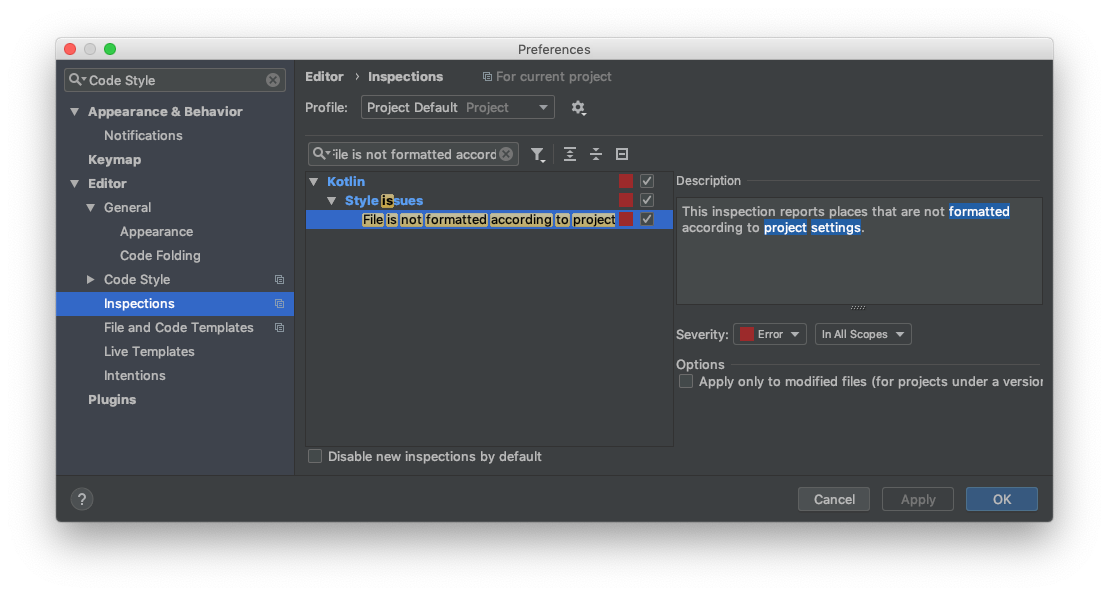 Preferences
Code Style
Appearance & Behavior
Notifications
Keymap
Editor
General
Appearance
Code Folding
Code Style
Inspections
File and Code Templates
Live Templates
Intentions
Plugins
Editor › Inspections For current project
Profile: Project Default Project
file is not formatted accord
Kotlin
Style issues
File is not formatted according to project
Disable new inspections by default
Description
This inspection reports places that are not formatted
according to project settings.
Severity: Error In All Scopes
Options
Apply only to modified files (for projects under a version
? Cancel Apply OK